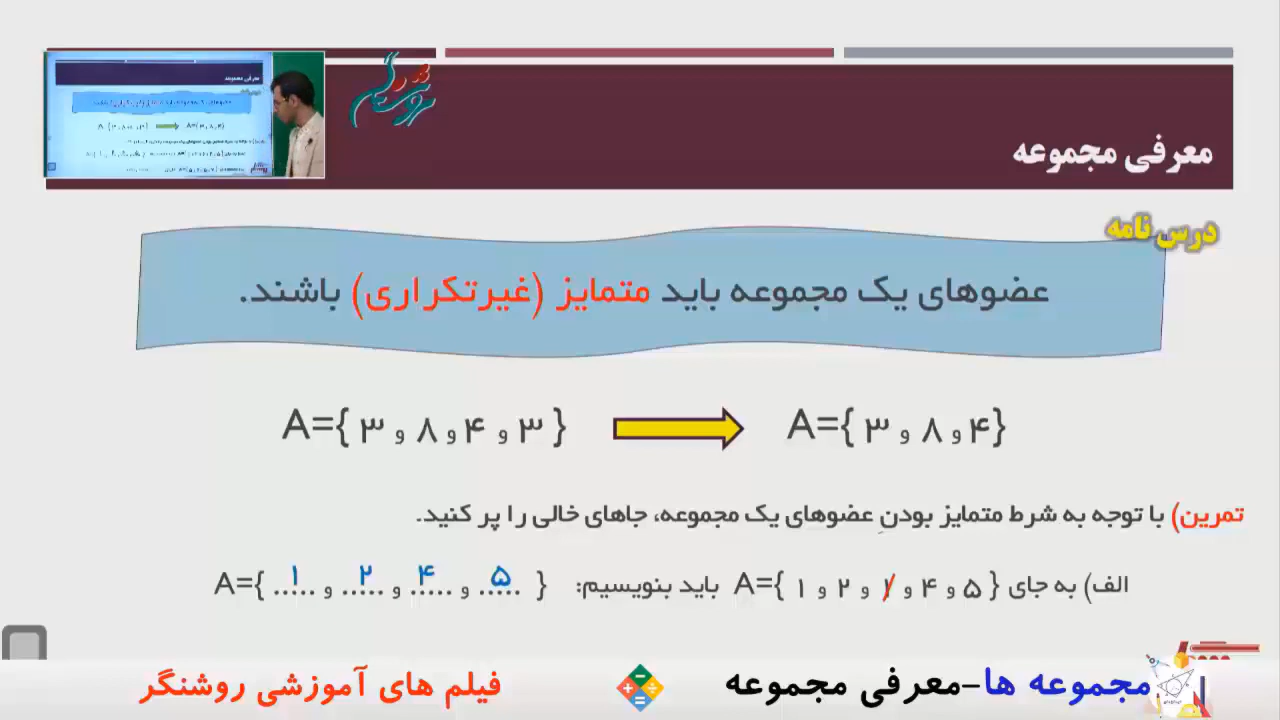 روشنگر
معرفی مجموعه
درس نامه
عضوهای یک مجموعه باید متمایز (غیرتکراری) باشند.
A={ ۳ و ۸ و ۴ و ۳ } A={ ۳ و ۸ و ۴}
تمرین) با توجه به شرط متمایز بودنِ عضوهای یک مجموعه، جاهای خالی را پر کنید.
الف) به جای A={ ۱ و ۲ و ۱ و ۴ و ۵ } باید بنویسیم: A={ ..۱... و ..۲... و ..۴... و ..۵... }
مجموعه ها-معرفی مجموعه
فیلم های آموزشی روشنگر